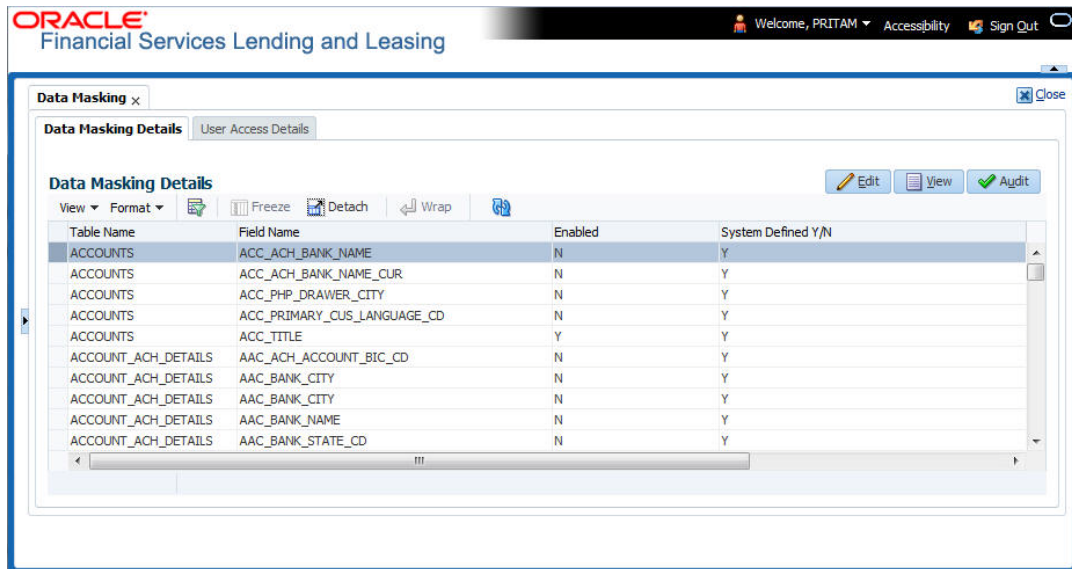 ORACLE
Financial Services Lending and Leasing
Welcome, PRITAM Accessibility Sign Out
Data Masking x Close
Data Masking Details User Access Details
Data Masking Details Edit View Audit
View Format Freeze Detach Wrap
Table Name Field Name Enabled System Defined Y/N
ACCOUNTS ACC_ACH_BANK_NAME N Y
ACCOUNTS ACC_ACH_BANK_NAME_CUR N Y
ACCOUNTS ACC_PHP_DRAWER_CITY N Y
ACCOUNTS ACC_PRIMARY_CUS_LANGUAGE_CD N Y
ACCOUNTS ACC_TITLE Y Y
ACCOUNT_ACH_DETAILS AAC_ACH_ACCOUNT_BIC_CD N Y
ACCOUNT_ACH_DETAILS AAC_BANK_CITY N Y
ACCOUNT_ACH_DETAILS AAC_BANK_CITY N Y
ACCOUNT_ACH_DETAILS AAC_BANK_NAME N Y
ACCOUNT_ACH_DETAILS AAC_BANK_STATE_CD N Y